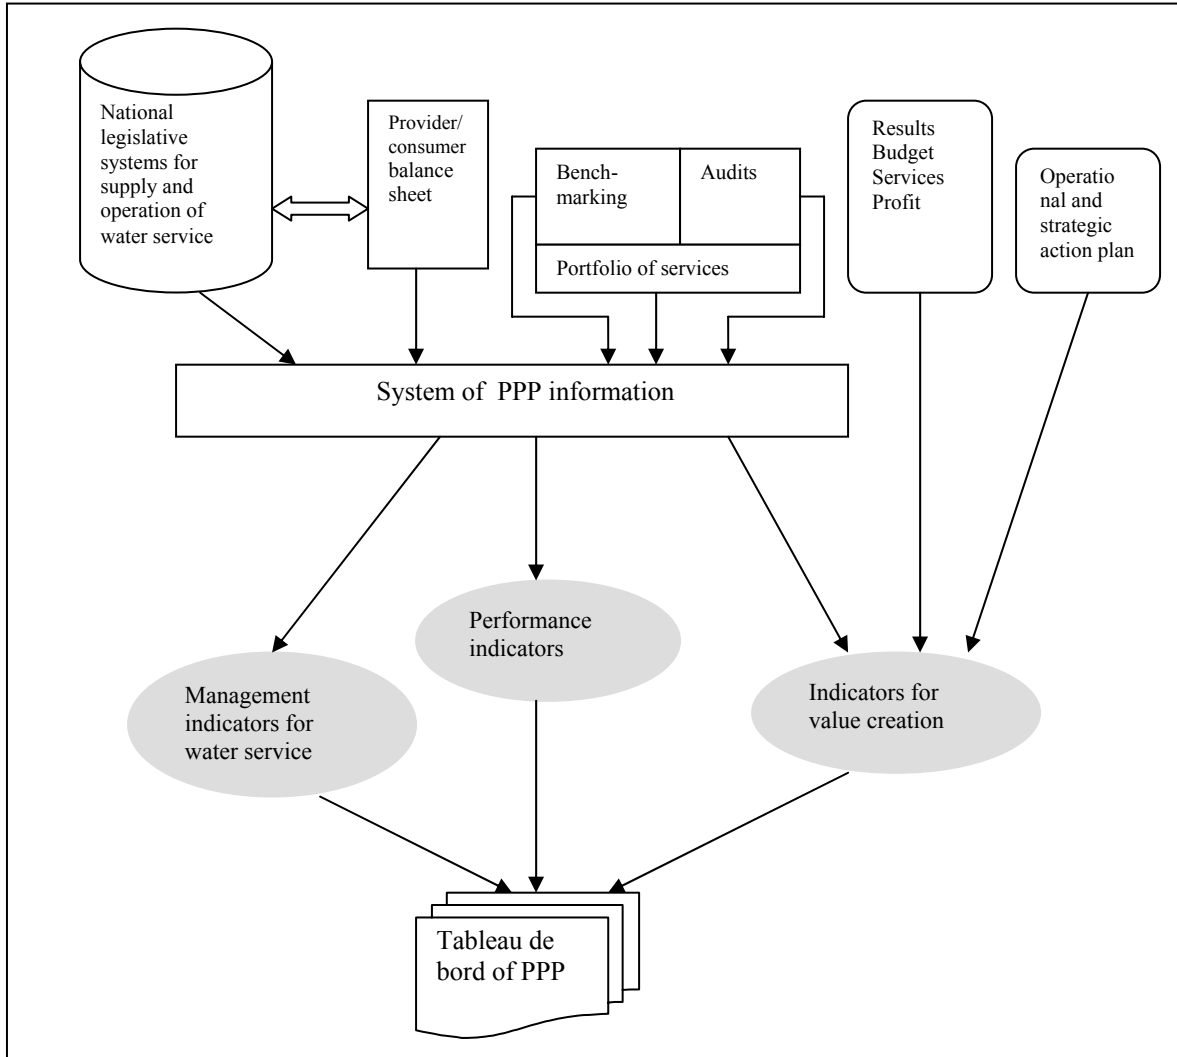 National
legislative
systems for
supply and
operation of
water service
Provider/
consumer
balance
sheet
Bench-
marking
Audits
Portfolio of services
Results
Budget
Services
Profit
Operatio
nal and
strategic
action plan
System of PPP information
Performance
indicators
Management
indicators for
water service
Indicators for
value creation
Tableau de
bord of PPP